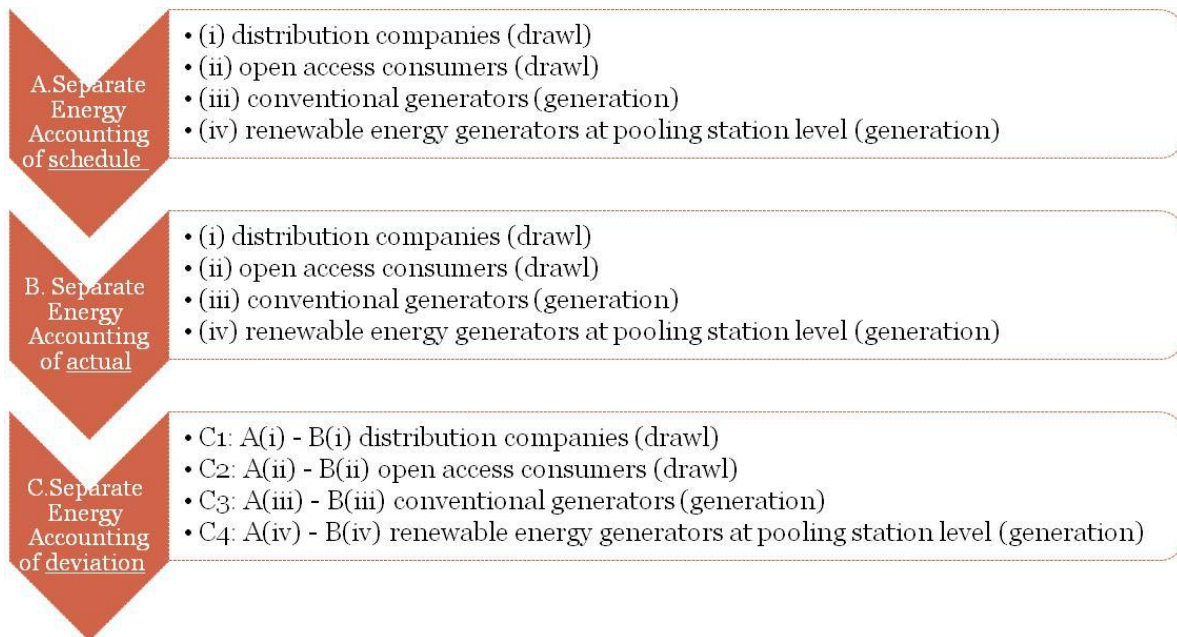 A.Separate
Energy
Accounting
of schedule
• (i) distribution companies (drawl)
• (ii) open access consumers (drawl)
• (iii) conventional generators (generation)
• (iv) renewable energy generators at pooling station level (generation)
B. Separate
Energy
Accounting
of actual
• (i) distribution companies (drawl)
• (ii) open access consumers (drawl)
• (iii) conventional generators (generation)
• (iv) renewable energy generators at pooling station level (generation)
C.Separate
Energy
Accounting
of deviation
• C1: A(i) - B(i) distribution companies (drawl)
• C2: A(ii) - B(ii) open access consumers (drawl)
• C3: A(iii) - B(iii) conventional generators (generation)
• C4: A(iv) - B(iv) renewable energy generators at pooling station level (generation)